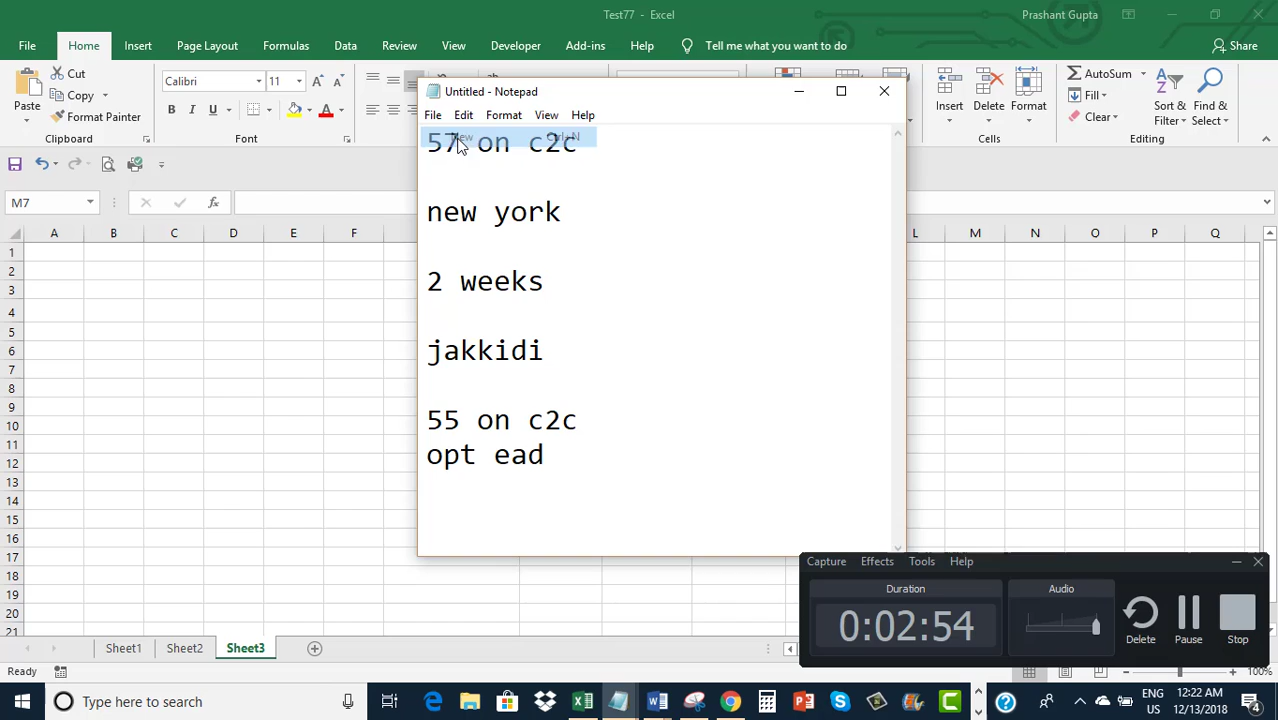 Test77 - Excel
Prashant Gupta
File Home Insert Page Layout Formulas Data Review View Developer Add-ins Help Tell me what you want to do Share
Paste
Cut
Copy
Format Painter
Clipboard
Calibri 11
B I U
Font
Insert Delete Format
Cells
AutoSum
Fill
Clear
Sort & Filter
Find & Select
Editing
M7
fx
A B C D E F L M N O P Q
1
2
3
4
5
6
7
8
9
10
11
12
13
14
15
16
17
18
19
20
21
Untitled - Notepad
File Edit Format View Help
New Ctrl+N
57 on c2c
new york
2 weeks
jakkidi
55 on c2c
opt ead
Capture Effects Tools Help
Duration
0:02:54
Audio
Delete Pause Stop
Sheet1 Sheet2 Sheet3
Ready
100%
Type here to search
ENG
US
12:22 AM
12/13/2018
4